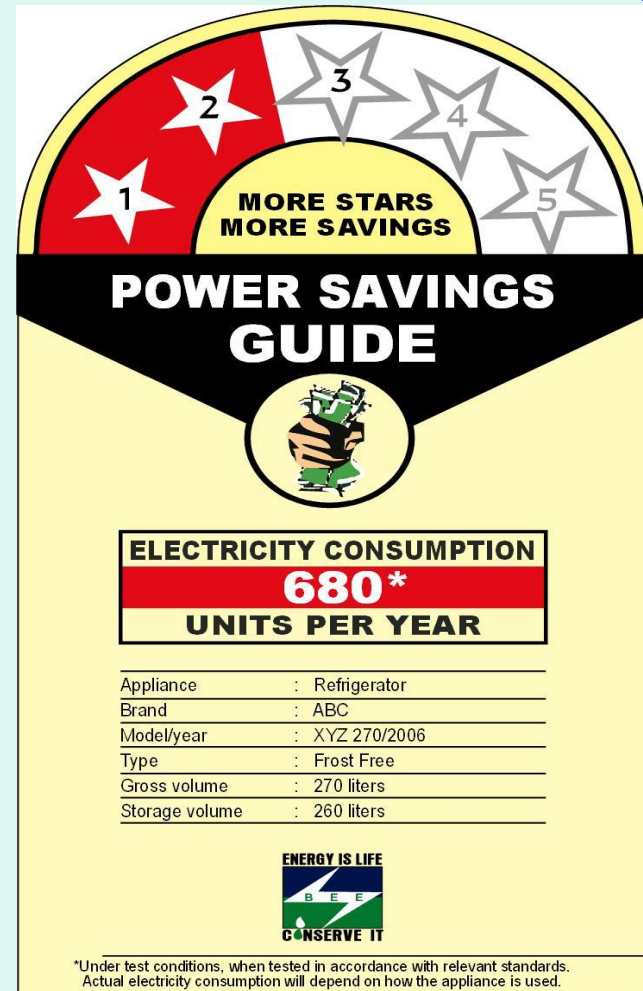 1
2
3
4
5
MORE STARS
MORE SAVINGS
POWER SAVINGS
GUIDE
ELECTRICITY CONSUMPTION
680*
UNITS PER YEAR
Appliance : Refrigerator
Brand : ABC
Model/year : XYZ 270/2006
Type : Frost Free
Gross volume : 270 liters
Storage volume : 260 liters
ENERGY IS LIFE
BEE
CONSERVE IT
*Under test conditions, when tested in accordance with relevant standards.
Actual electricity consumption will depend on how the appliance is used.